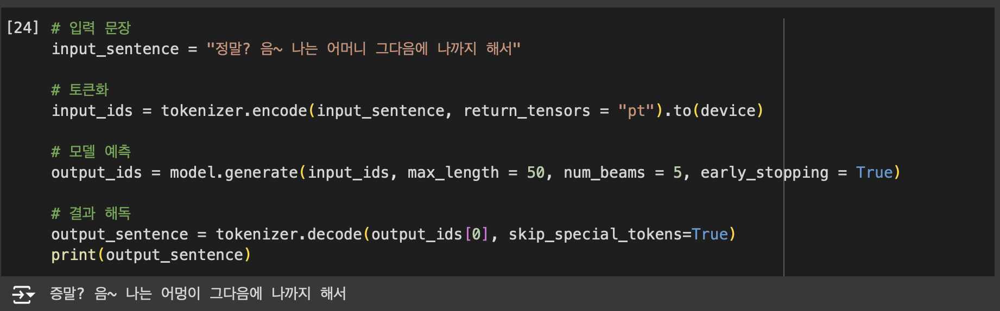 [24] # 입력 문장
input_sentence = "정말? 음~ 나는 어머니 그다음에 나까지 해서"
# 토큰화
input_ids = tokenizer.encode(input_sentence, return_tensors = "pt").to(device)
# 모델 예측
output_ids = model.generate(input_ids, max_length = 50, num_beams = 5, early_stopping = True)
# 결과 해독
output_sentence = tokenizer.decode(output_ids[0], skip_special_tokens=True)
print(output_sentence)
증말? 음~ 나는 어멍이 그다음에 나까지 해서